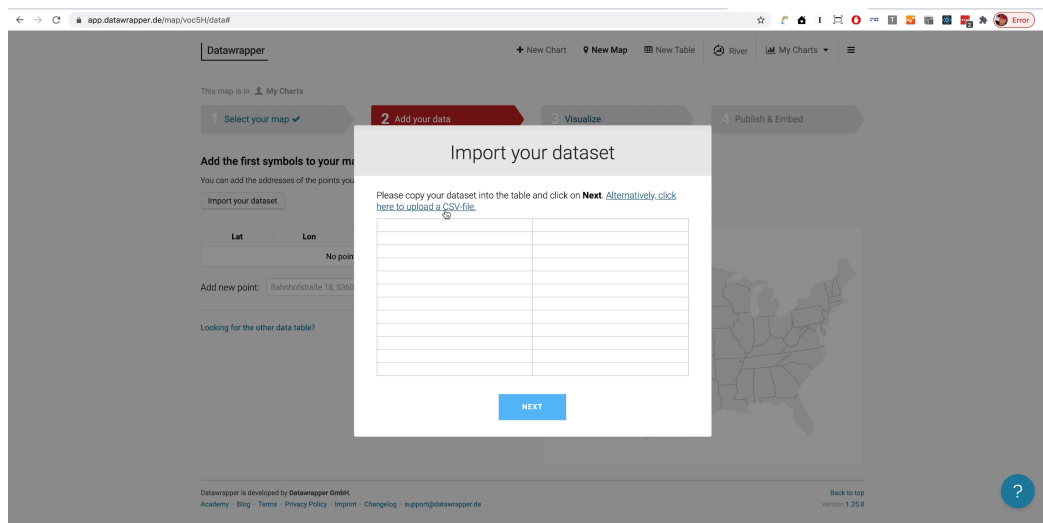 app.datawrapper.de/map/voc5H/data#
Error
Datawrapper
New Chart
New Map
New Table
River
My Charts
This map is in My Charts
1 Select your map
2 Add your data
3 Visualize
4 Publish & Embed
Import your dataset
Add the first symbols to your ma
You can add the addresses of the points you
Import your dataset
Please copy your dataset into the table and click on Next. Alternatively, click
here to upload a CSV-file.
Lat
Lon
No poin
Add new point:
Bahnhofstraße 18, 5360
Looking for the other data table?
NEXT
Datawrapper is developed by Datawrapper GmbH.
Back to top
Academy – Blog – Terms – Privacy Policy – Imprint – Changelog – support@datawrapper.de
version 1.25.0
?